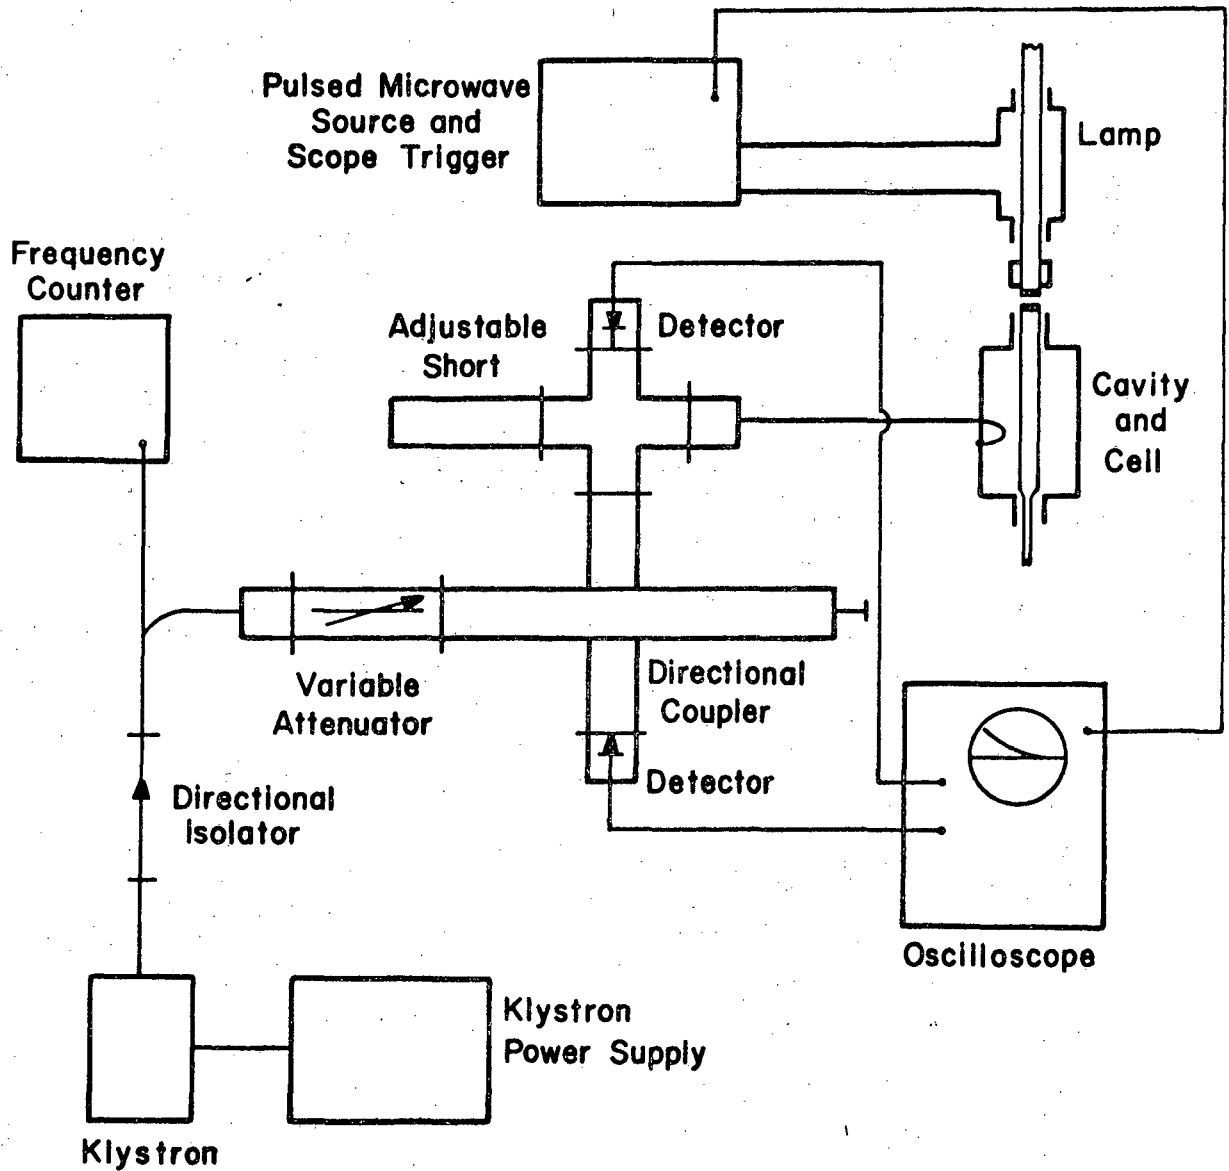 Pulsed Microwave
Source and
Scope Trigger
Lamp
Frequency
Counter
Adjustable
Short
Detector
Cavity
and
Cell
Variable
Attenuator
Directional
Coupler
Detector
Directional
Isolator
Oscilloscope
Klystron
Power Supply
Klystron